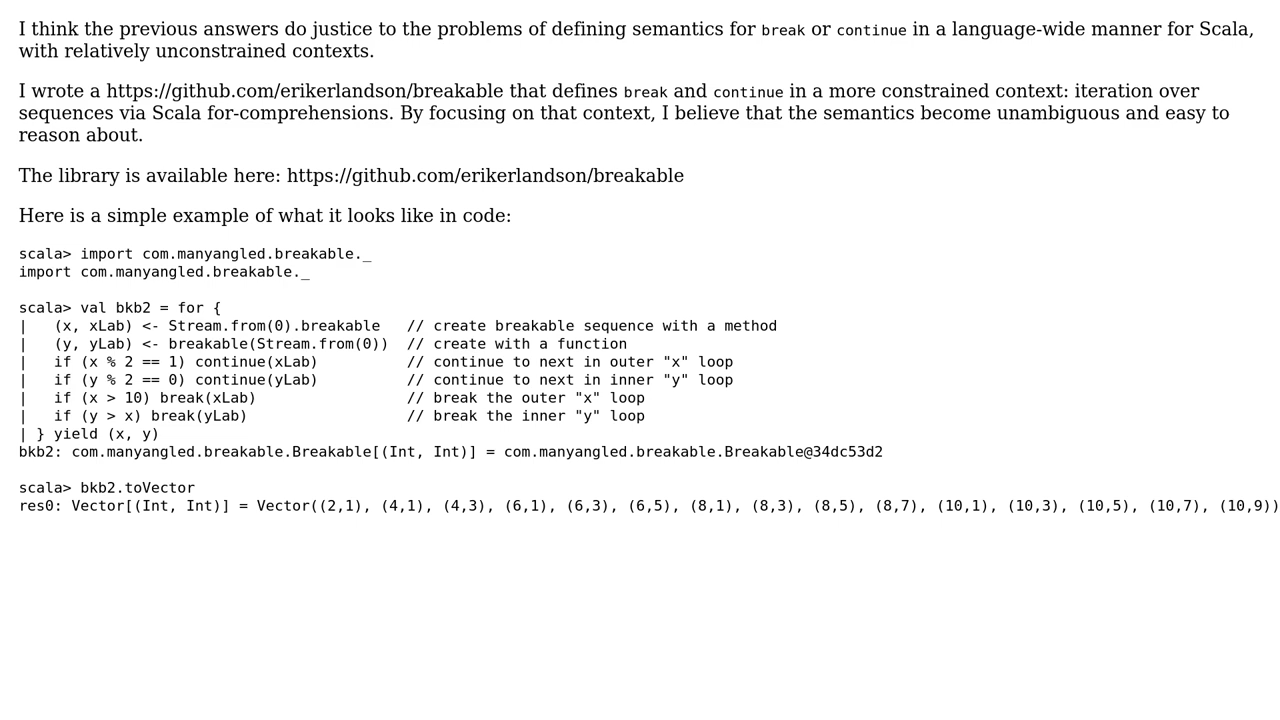 I think the previous answers do justice to the problems of defining semantics for break or continue in a language-wide manner for Scala,
with relatively unconstrained contexts.
I wrote a https://github.com/erikerlandson/breakable that defines break and continue in a more constrained context: iteration over
sequences via Scala for-comprehensions. By focusing on that context, I believe that the semantics become unambiguous and easy to
reason about.
The library is available here: https://github.com/erikerlandson/breakable
Here is a simple example of what it looks like in code:
scala> import com.manyangled.breakable._
import com.manyangled.breakable._
scala> val bkb2 = for {
|   (x, xLab) <- Stream.from(0).breakable   // create breakable sequence with a method
|   (y, yLab) <- breakable(Stream.from(0))  // create with a function
|   if (x % 2 == 1) continue(xLab)          // continue to next in outer "x" loop
|   if (y % 2 == 0) continue(yLab)          // continue to next in inner "y" loop
|   if (x > 10) break(xLab)                 // break the outer "x" loop
|   if (y > x) break(yLab)                  // break the inner "y" loop
| } yield (x, y)
bkb2: com.manyangled.breakable.Breakable[(Int, Int)] = com.manyangled.breakable.Breakable@34dc53d2
scala> bkb2.toVector
res0: Vector[(Int, Int)] = Vector((2,1), (4,1), (4,3), (6,1), (6,3), (6,5), (8,1), (8,3), (8,5), (8,7), (10,1), (10,3), (10,5), (10,7), (10,9))